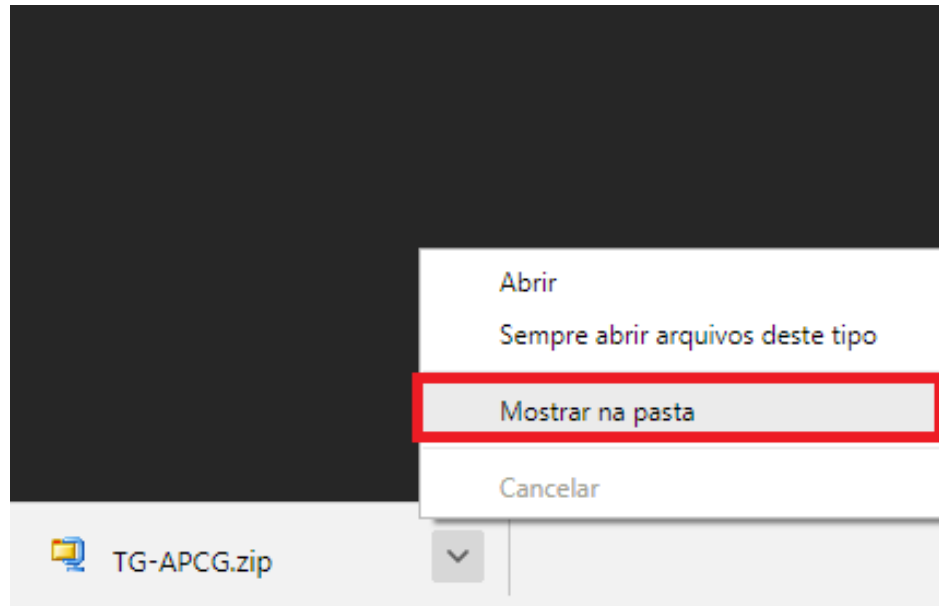 Abrir
Sempre abrir arquivos deste tipo
Mostrar na pasta
Cancelar
TG-APCG.zip